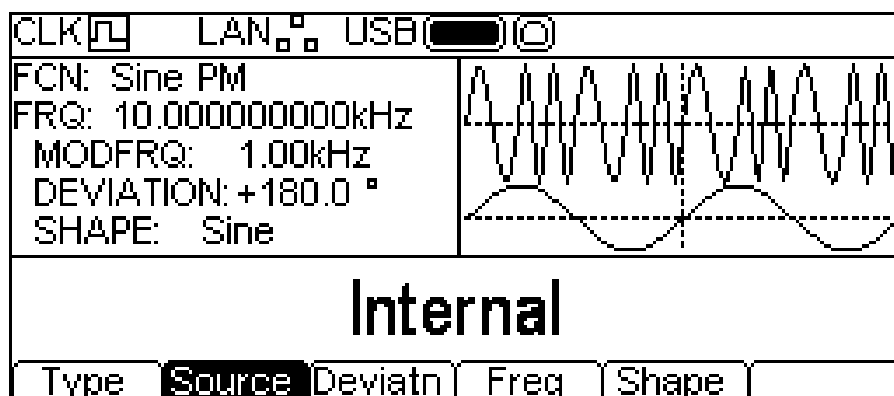 CLK LAN USB
FCN: Sine PM
FRQ: 10.000000000kHz
MODFRQ: 1.00kHz
DEVIATION: +180.0 °
SHAPE: Sine
Internal
Type Source Deviatn Freq Shape